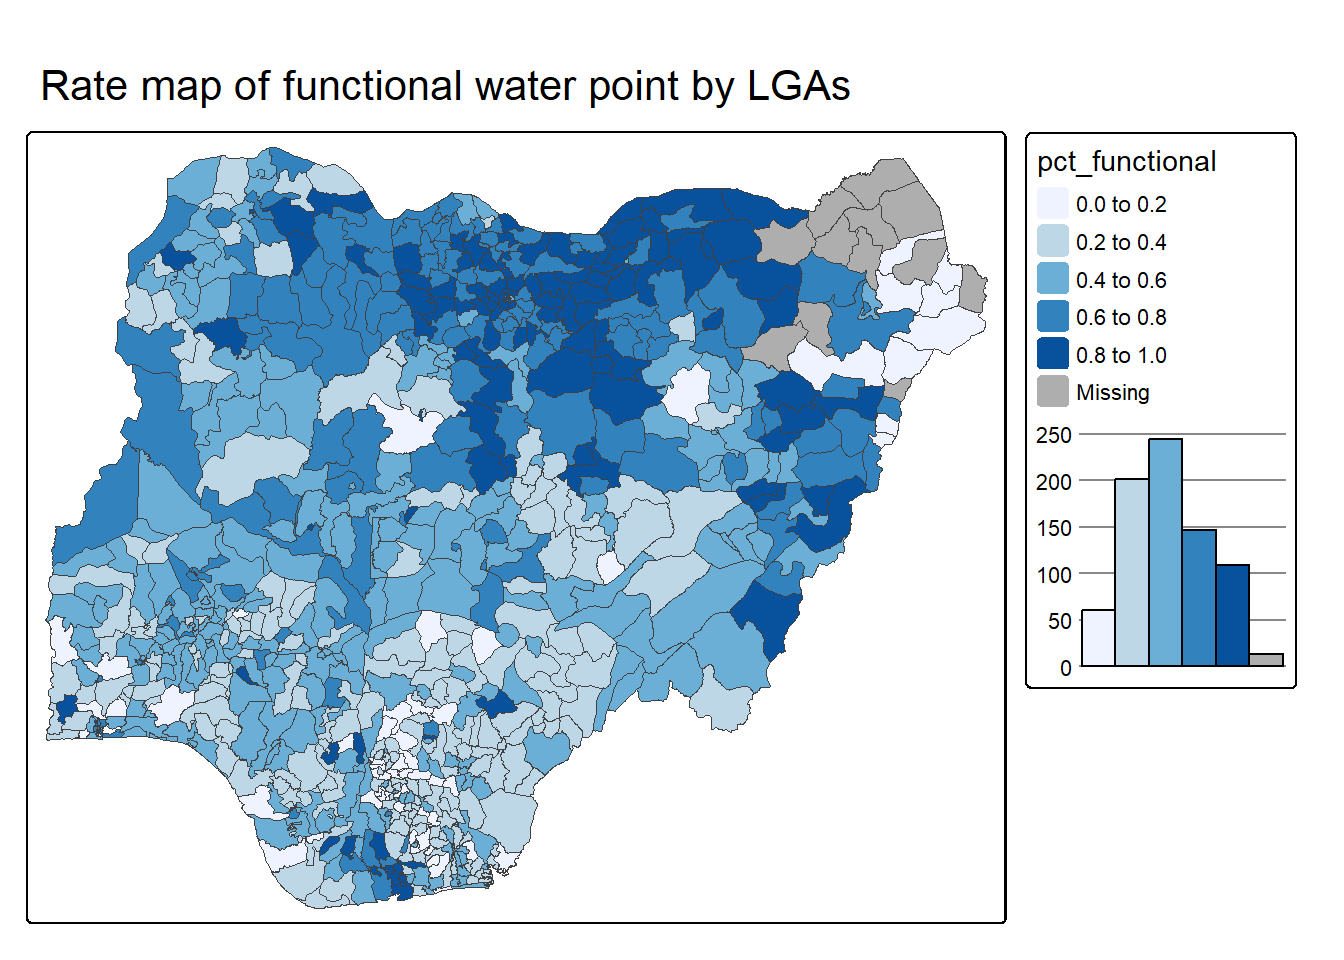 Rate map of functional water point by LGAs
pct_functional
0.0 to 0.2
0.2 to 0.4
0.4 to 0.6
0.6 to 0.8
0.8 to 1.0
Missing
250
200
150
100
50
0